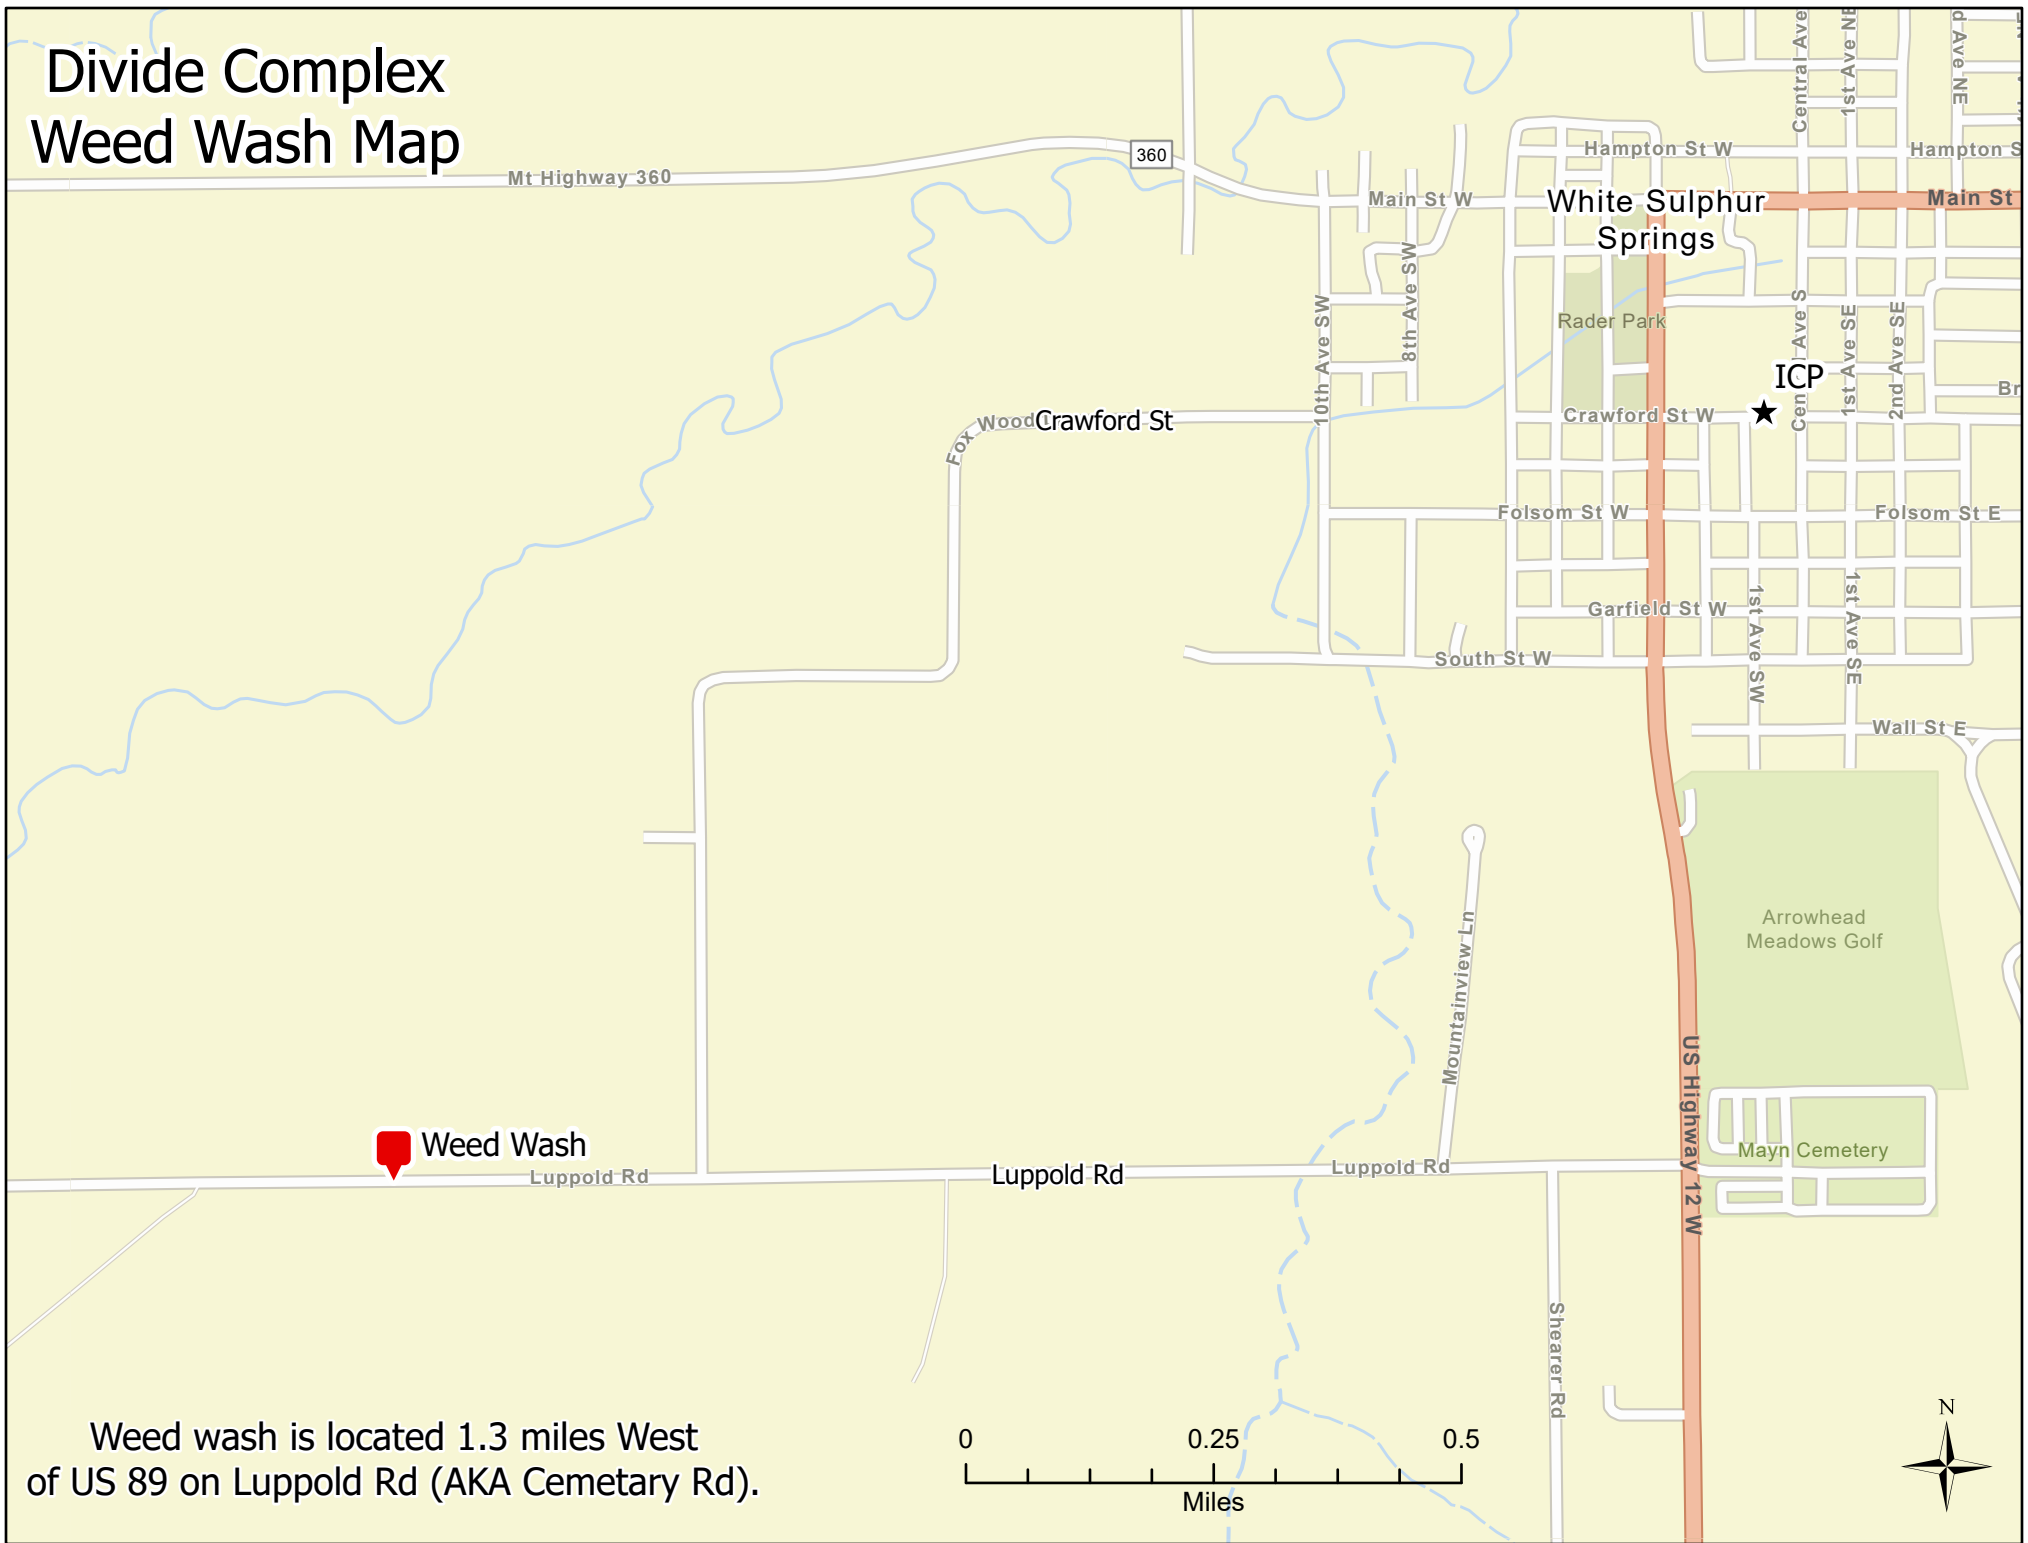 Divide Complex
Weed Wash Map
Mt Highway 360
360
Main St W
Hampton St W
Hampton S
Central Ave
1st Ave NE
d Ave NE
White Sulphur
Springs
Main St
Rader Park
10th Ave SW
8th Ave SW
Central Ave S
1st Ave SE
2nd Ave SE
ICP
Br
Fox Wood
Crawford St
Crawford St W
Folsom St W
Folsom St E
Garfield St W
1st Ave SW
1st Ave SE
South St W
Wall St E
Arrowhead
Meadows Golf
Mountainview Ln
US Highway 12 W
Mayn Cemetery
Weed Wash
Luppold Rd
Luppold Rd
Luppold Rd
Shearer Rd
Weed wash is located 1.3 miles West
of US 89 on Luppold Rd (AKA Cemetary Rd).
0 0.25 0.5
Miles
N